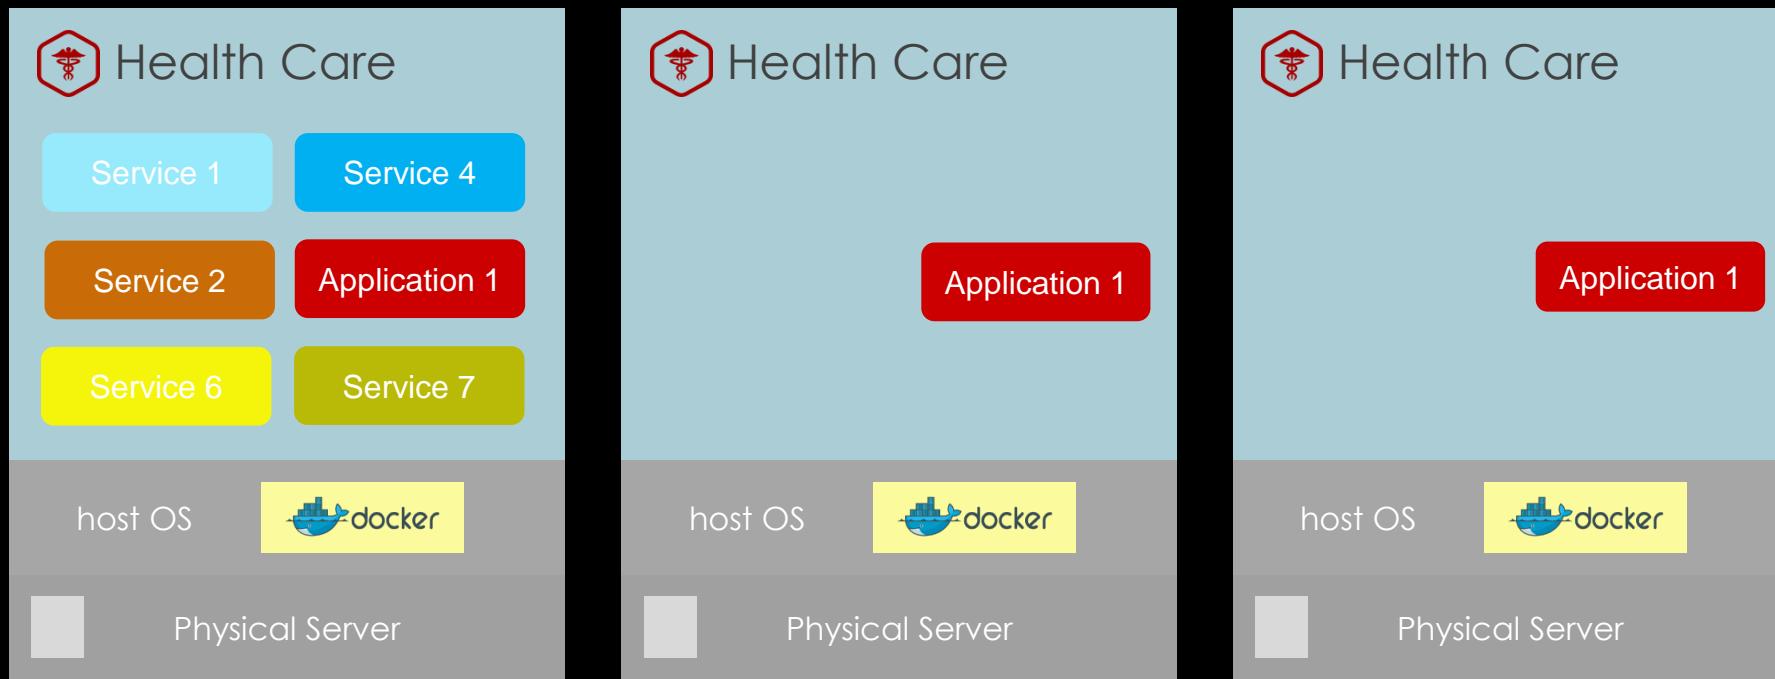 Health Care
Service 1
Service 4
Service 2
Application 1
Service 6
Service 7
host OS
docker
Physical Server
Health Care
Application 1
host OS
docker
Physical Server
Health Care
Application 1
host OS
docker
Physical Server